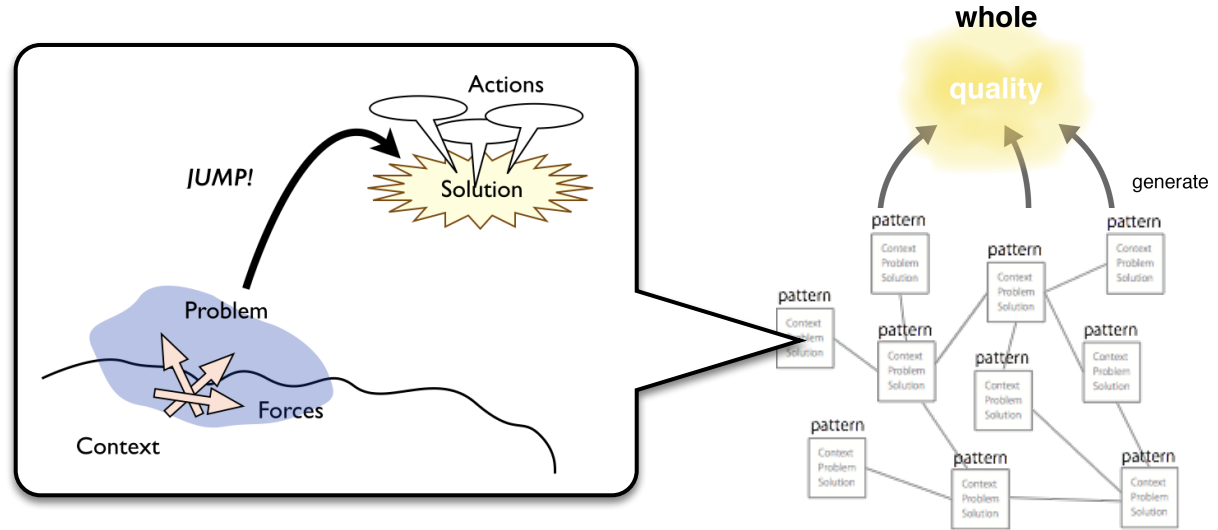 whole
quality
generate
Actions
Solution
JUMP!
Problem
Forces
Context
pattern
Context
Problem
Solution
pattern
Context
Problem
Solution
pattern
Context
Problem
Solution
pattern
Context
Problem
Solution
pattern
Context
Problem
Solution
pattern
Context
Problem
Solution
pattern
Context
Problem
Solution
pattern
Context
Problem
Solution
pattern
Context
Problem
Solution
pattern
Context
Problem
Solution